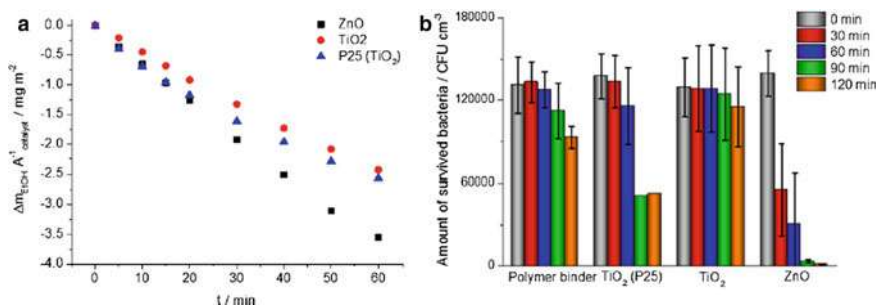 a
ZnO
TiO2
P25 (TiO₂)
0.0
-0.5
-1.0
-1.5
-2.0
-2.5
-3.0
-3.5
-4.0
Δm_EtOH A⁻¹_catalyst / mg m⁻²
0 10 20 30 40 50 60
t / min
b
180000
120000
60000
0
Amount of survived bacteria / CFU cm⁻³
0 min
30 min
60 min
90 min
120 min
Polymer binder TiO₂ (P25) TiO₂ ZnO